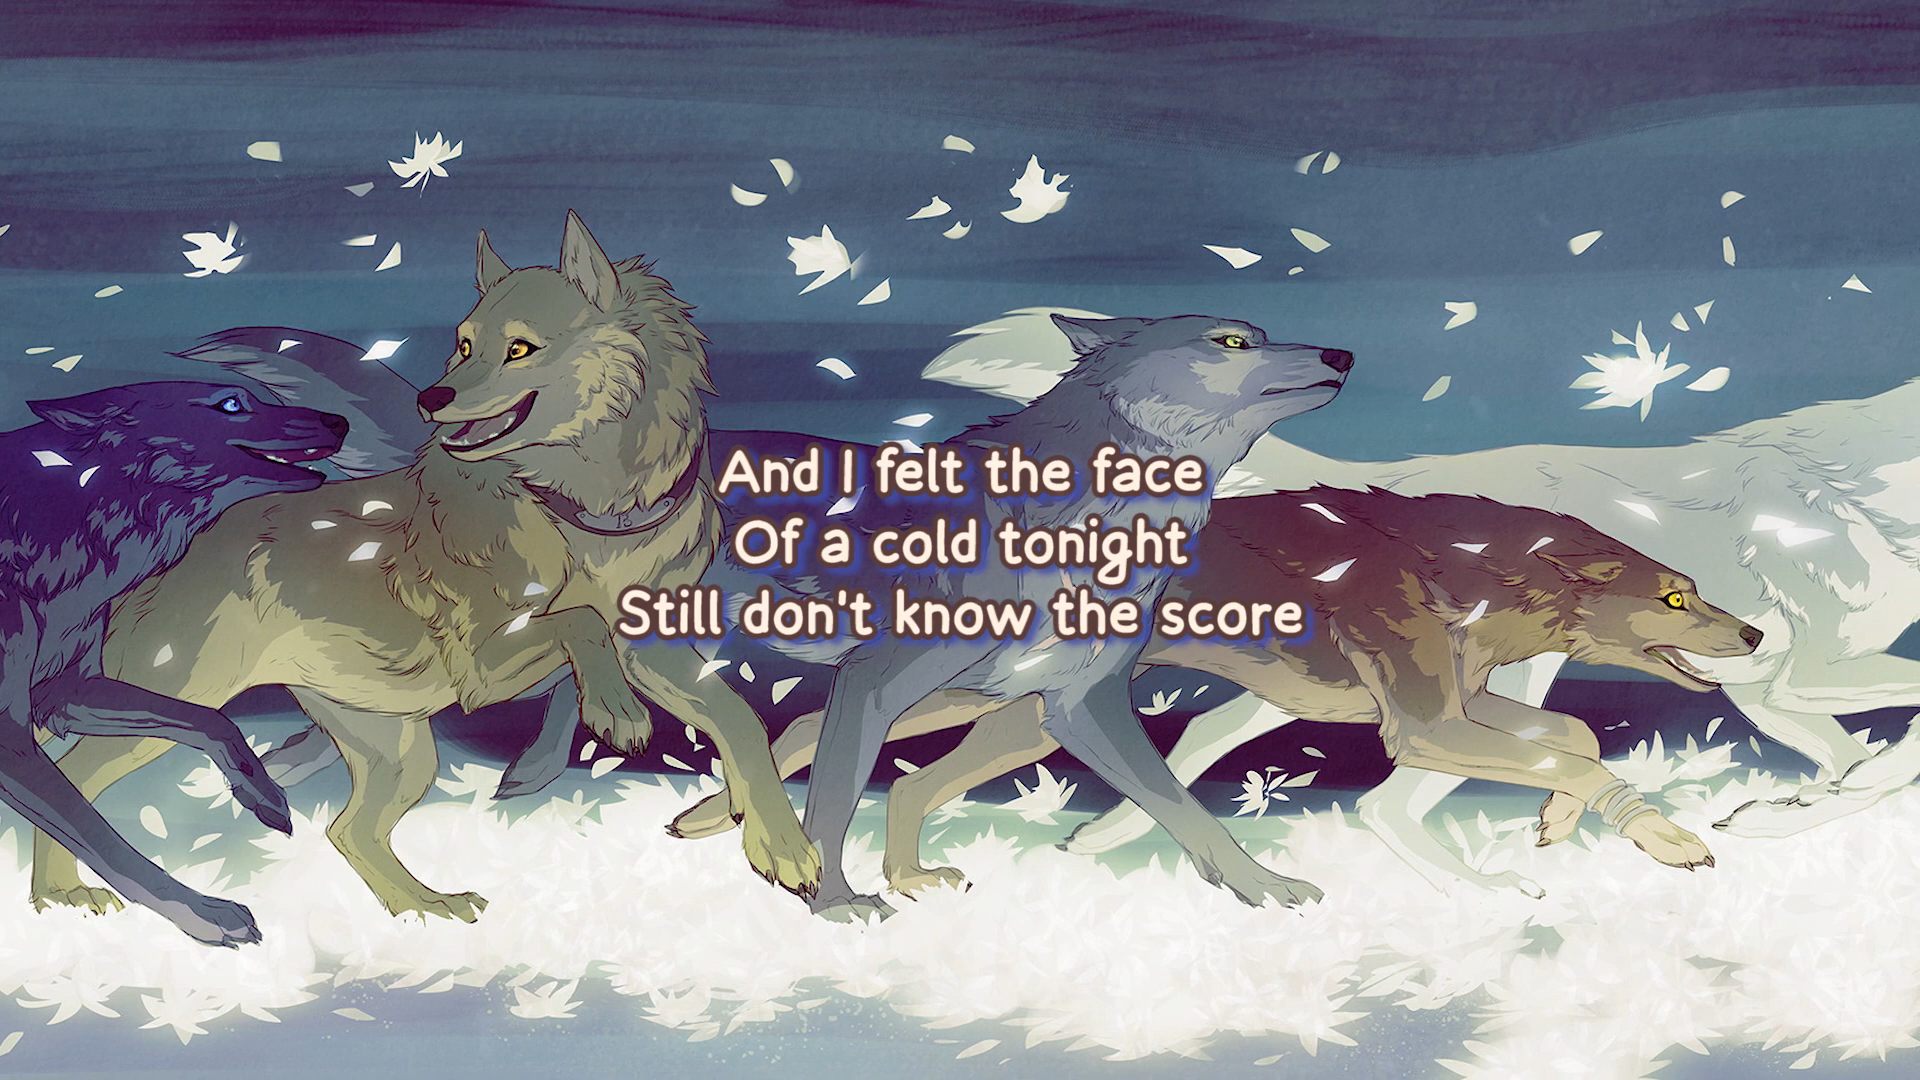 And I felt the face
Of a cold tonight
Still don't know the score